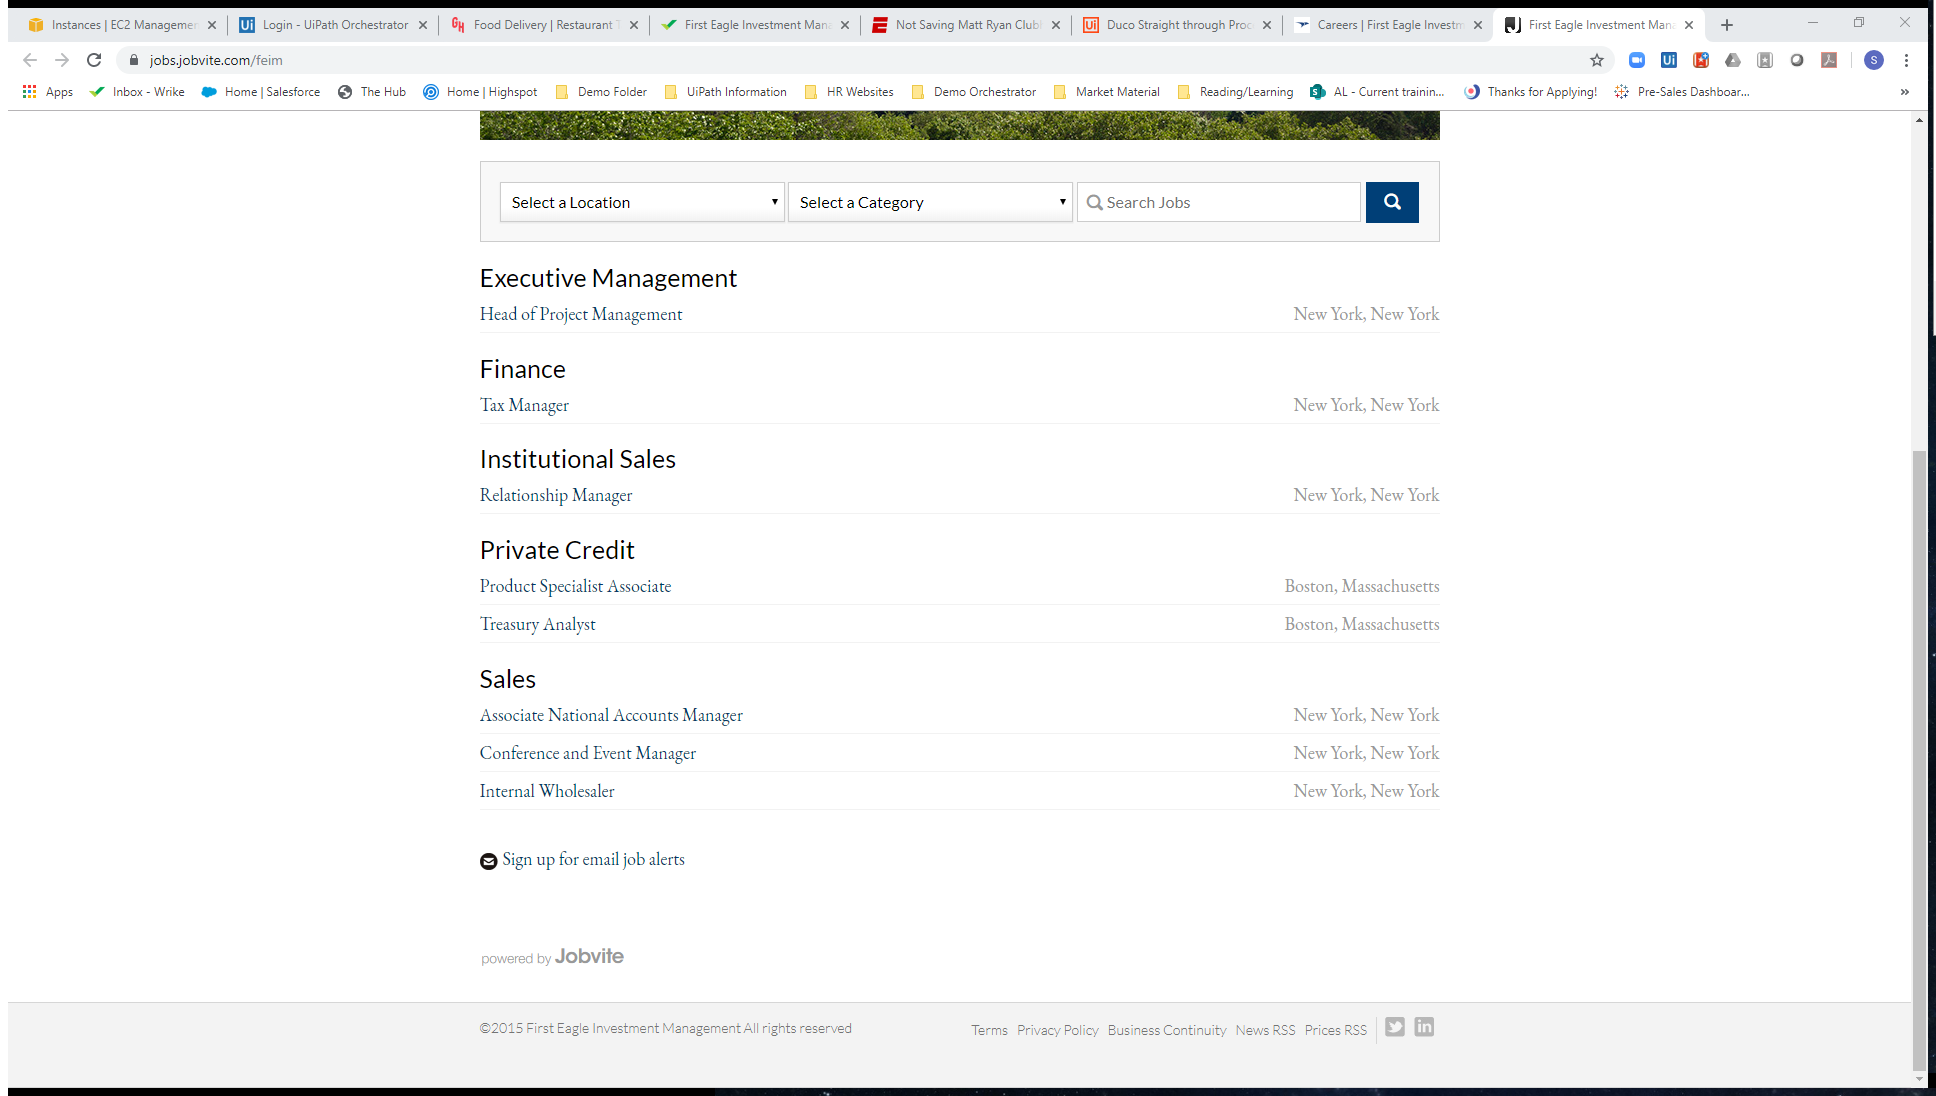 Instances | EC2 Managemen
Login - UiPath Orchestrator
Food Delivery | Restaurant T
First Eagle Investment Mana
Not Saving Matt Ryan Club
Duco Straight through Proc
Careers | First Eagle Investm
First Eagle Investment Mana
jobs.jobvite.com/feim
S
Apps
Inbox - Wrike
Home | Salesforce
The Hub
Home | Highspot
Demo Folder
UiPath Information
HR Websites
Demo Orchestrator
Market Material
Reading/Learning
AL - Current trainin...
Thanks for Applying!
Pre-Sales Dashboar...
Select a Location
Select a Category
Search Jobs
Executive Management
Head of Project Management
New York, New York
Finance
Tax Manager
New York, New York
Institutional Sales
Relationship Manager
New York, New York
Private Credit
Product Specialist Associate
Boston, Massachusetts
Treasury Analyst
Boston, Massachusetts
Sales
Associate National Accounts Manager
New York, New York
Conference and Event Manager
New York, New York
Internal Wholesaler
New York, New York
Sign up for email job alerts
powered by Jobvite
©2015 First Eagle Investment Management All rights reserved
Terms
Privacy Policy
Business Continuity
News RSS
Prices RSS